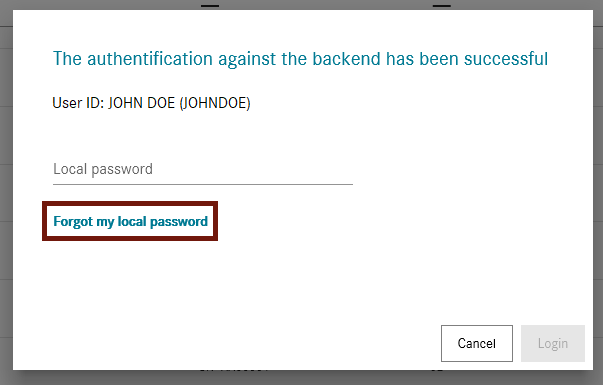 The authentification against the backend has been successful
User ID: JOHN DOE (JOHNDOE)
Local password
Forgot my local password
Cancel
Login